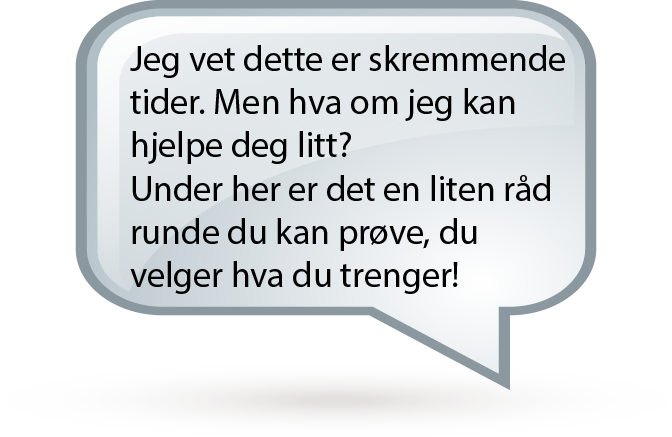 Jeg vet dette er skremmende
tider. Men hva om jeg kan
hjelpe deg litt?
Under her er det en liten råd
runde du kan prøve, du
velger hva du trenger!